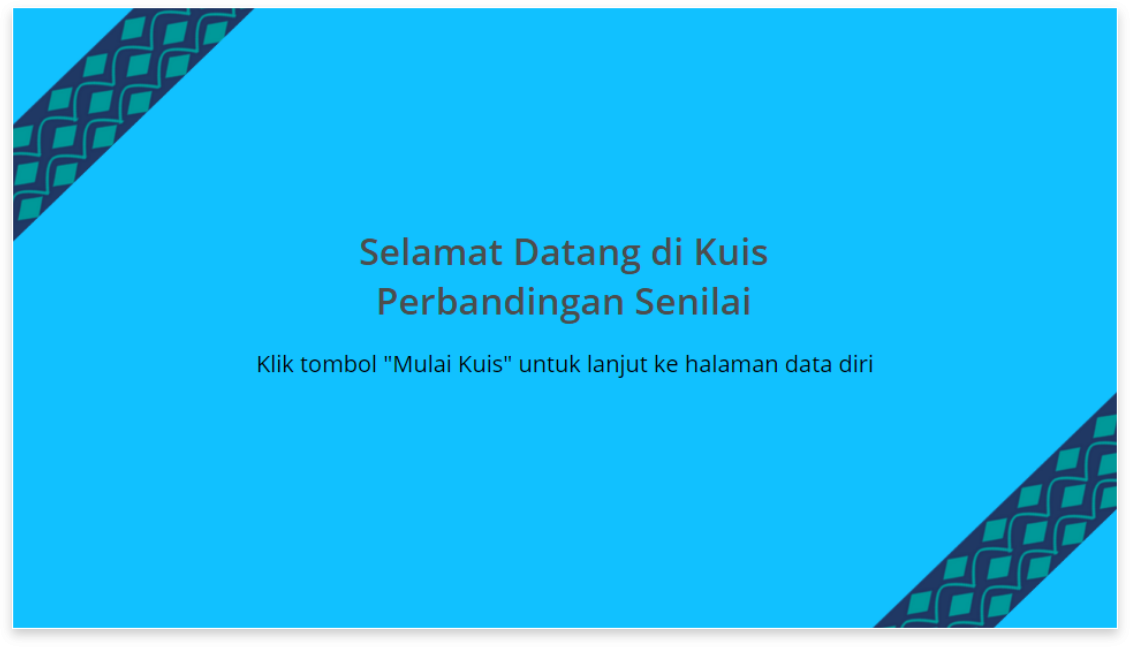 Selamat Datang di Kuis
Perbandingan Senilai
Klik tombol "Mulai Kuis" untuk lanjut ke halaman data diri